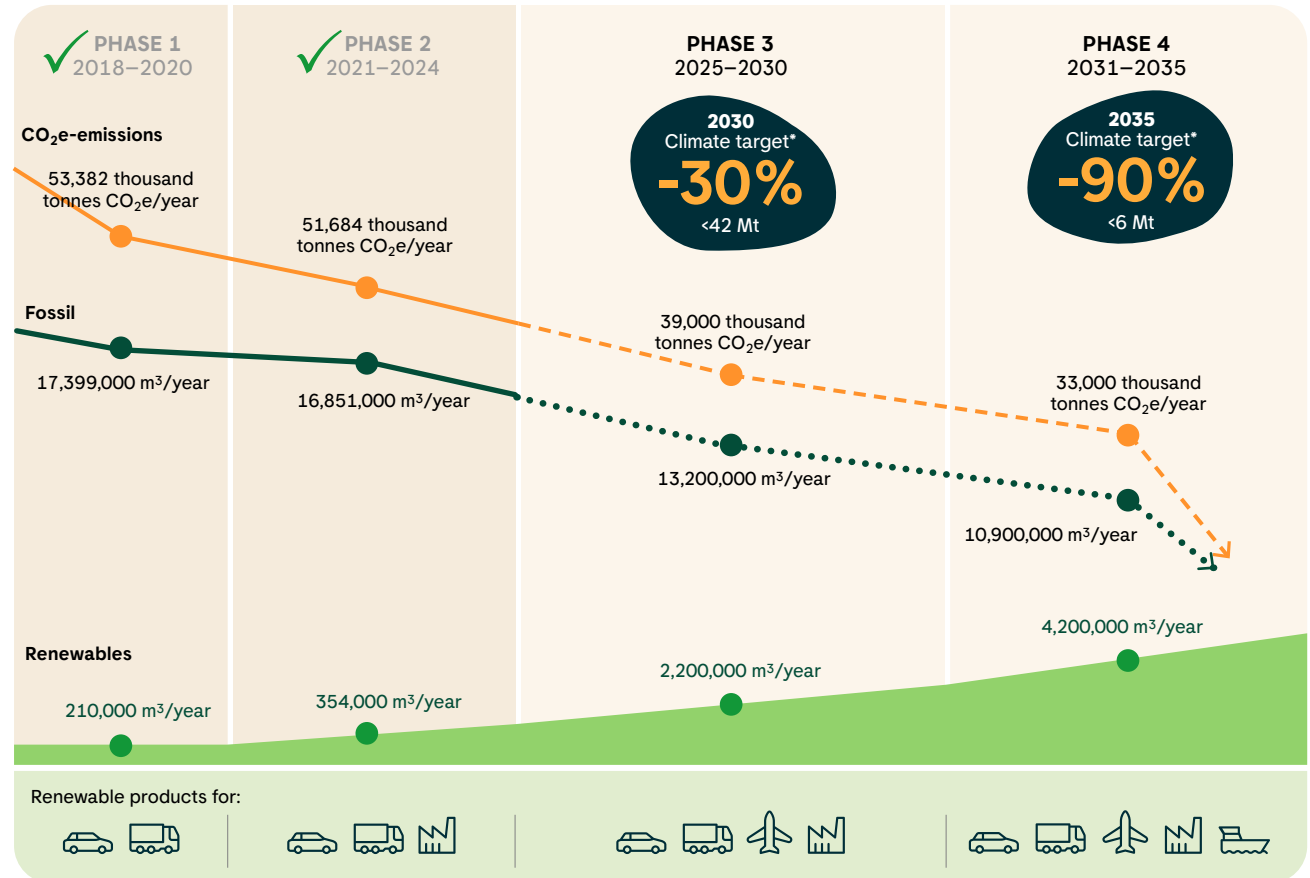 PHASE 1
2018–2020
PHASE 2
2021–2024
PHASE 3
2025–2030
PHASE 4
2031–2035
2030
Climate target*
-30%
<42 Mt
2035
Climate target*
-90%
<6 Mt
CO₂e-emissions
53,382 thousand
tonnes CO₂e/year
51,684 thousand
tonnes CO₂e/year
39,000 thousand
tonnes CO₂e/year
33,000 thousand
tonnes CO₂e/year
Fossil
17,399,000 m³/year
16,851,000 m³/year
13,200,000 m³/year
10,900,000 m³/year
Renewables
210,000 m³/year
354,000 m³/year
2,200,000 m³/year
4,200,000 m³/year
Renewable products for: